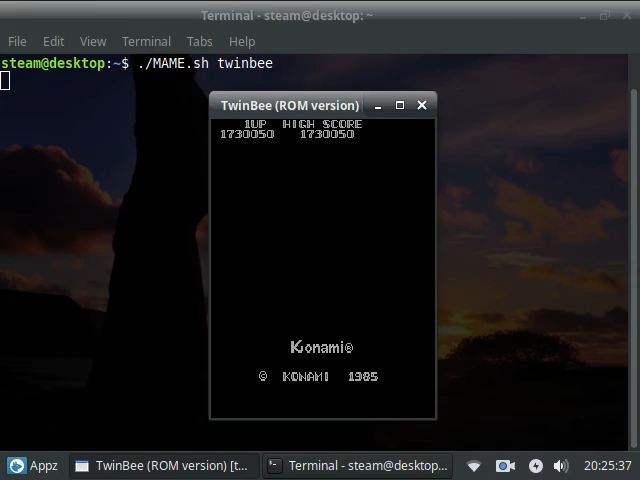 Terminal - steam@desktop: ~
File Edit View Terminal Tabs Help
steam@desktop:~$ ./MAME.sh twinbee
TwinBee (ROM version)
1UP HIGH SCORE
1730050 1730050
Konami®
© KONAMI 1985
Appz TwinBee (ROM version) [t... Terminal - steam@desktop... 20:25:37